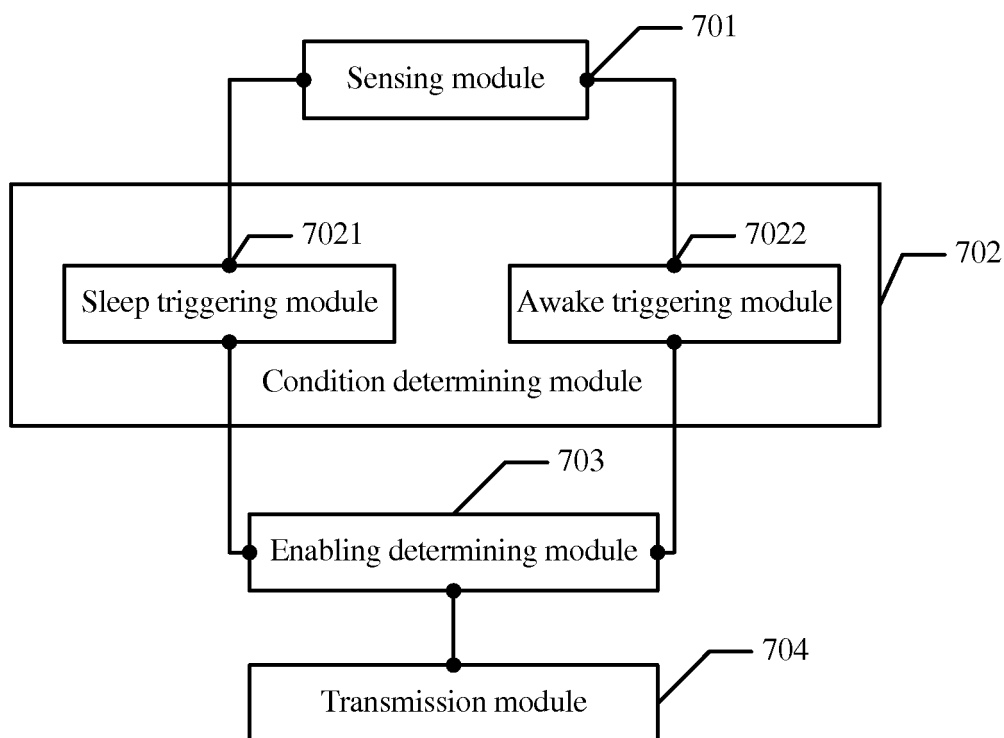 701
Sensing module
7021
7022
702
Sleep triggering module
Awake triggering module
Condition determining module
703
Enabling determining module
704
Transmission module